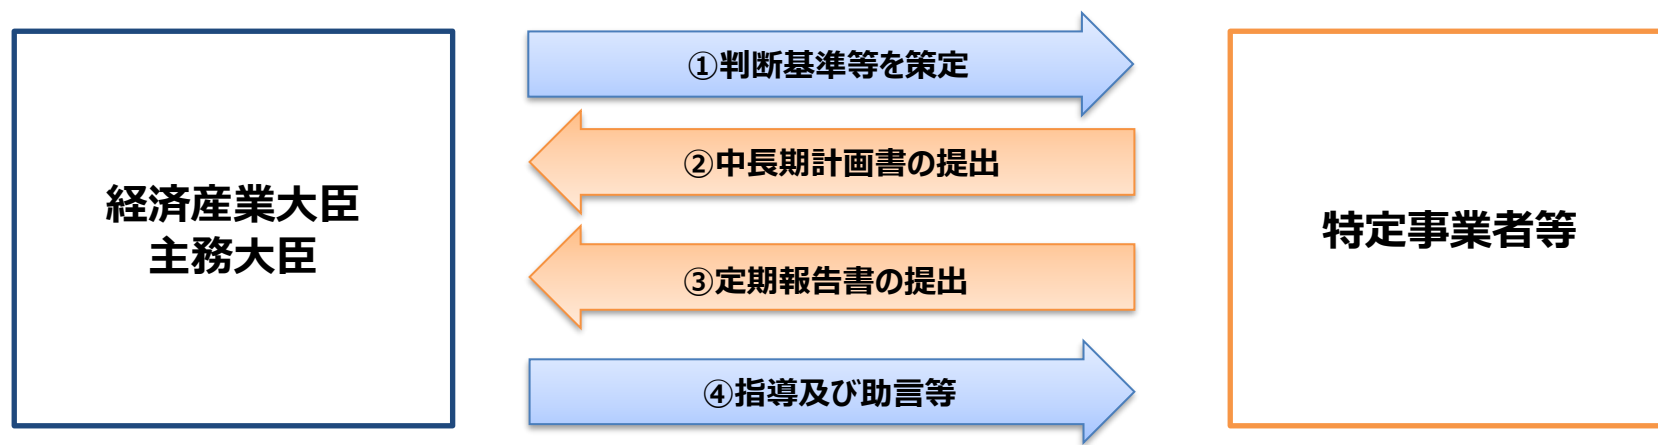 経済産業大臣
主務大臣
①判断基準等を策定
②中長期計画書の提出
③定期報告書の提出
④指導及び助言等
特定事業者等